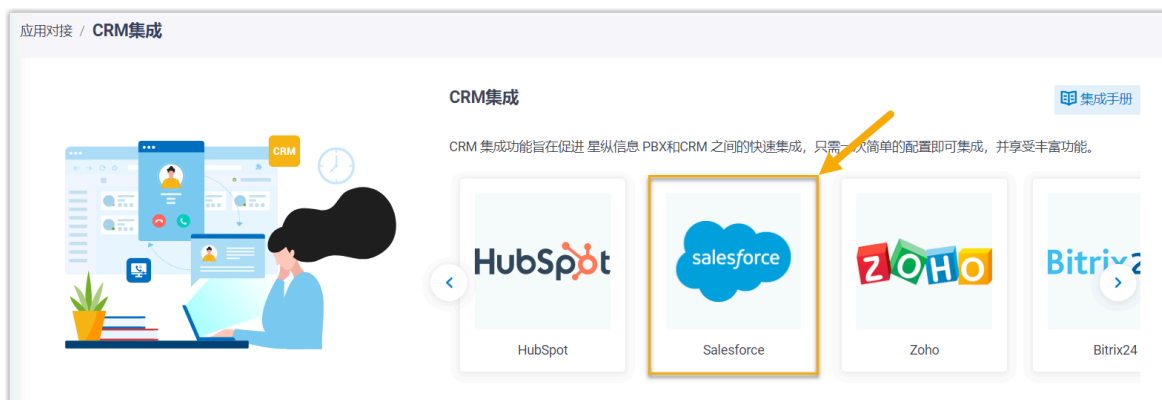 应用对接 / CRM集成
CRM集成
集成手册
CRM
CRM 集成功能旨在促进 星纵信息 PBX和CRM 之间的快速集成，只需一次简单的配置即可集成，并享受丰富功能。
HubSpot
salesforce
ZOHO
HubSpot
Salesforce
Zoho
Bitrix24